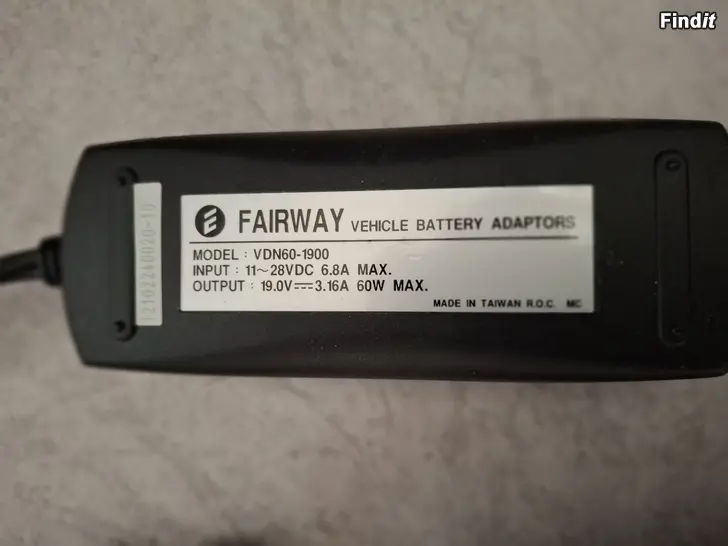 Findit
FAIRWAY VEHICLE BATTERY ADAPTORS
MODEL : VDN60-1900
INPUT : 11~28VDC 6.8A MAX.
OUTPUT : 19.0V⎓3.16A 60W MAX.
MADE IN TAIWAN R.O.C. MC